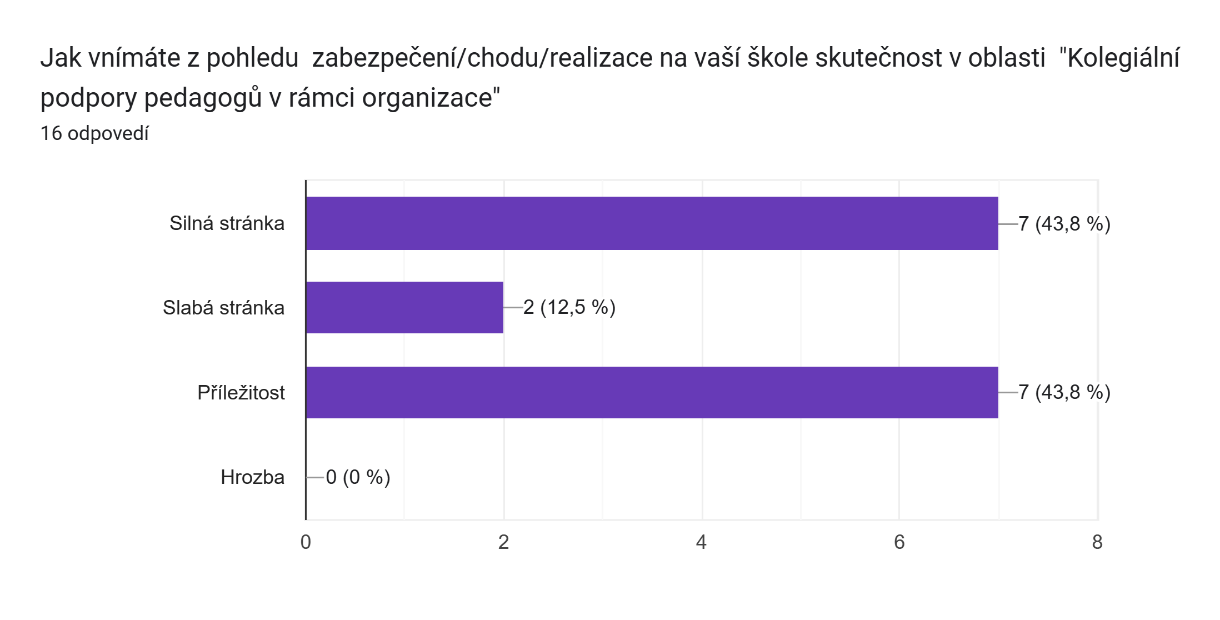 Jak vnímáte z pohledu  zabezpečení/chodu/realizace na vaší škole skutečnost v oblasti  "Kolegiální
podpory pedagogů v rámci organizace"
16 odpovedí
Silná stránka
7 (43,8 %)
Slabá stránka
2 (12,5 %)
Příležitost
7 (43,8 %)
Hrozba
0 (0 %)
0 2 4 6 8